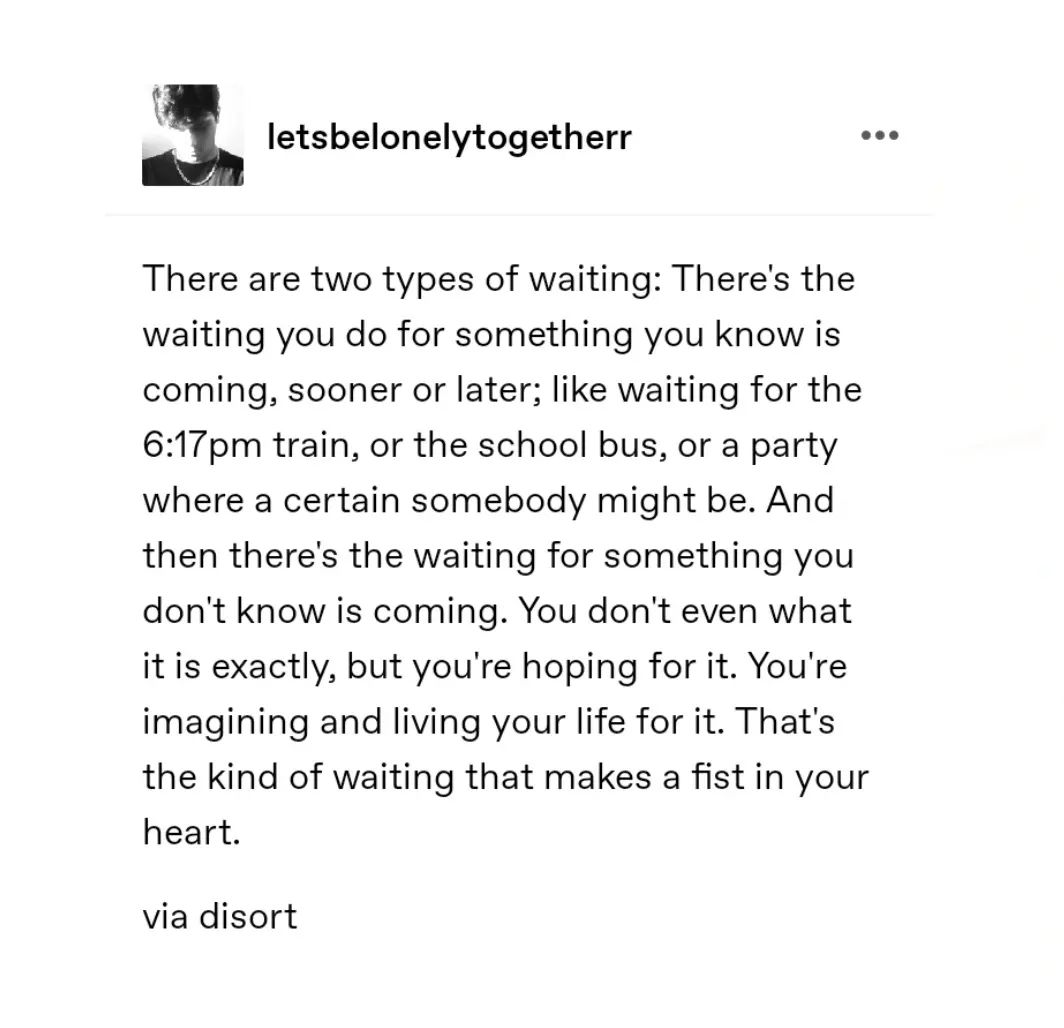 letsbelonelytogetherr
There are two types of waiting: There's the
waiting you do for something you know is
coming, sooner or later; like waiting for the
6:17pm train, or the school bus, or a party
where a certain somebody might be. And
then there's the waiting for something you
don't know is coming. You don't even what
it is exactly, but you're hoping for it. You're
imagining and living your life for it. That's
the kind of waiting that makes a fist in your
heart.
via disort